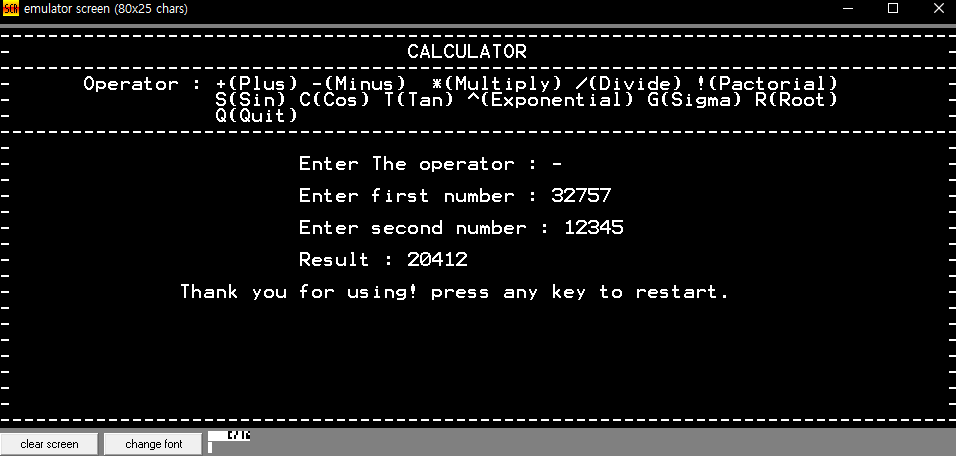 emulator screen (80x25 chars)
CALCULATOR
Operator : +(Plus) -(Minus) *(Multiply) /(Divide) !(Pactorial)
S(Sin) C(Cos) T(Tan) ^(Exponential) G(Sigma) R(Root)
Q(Quit)
Enter The operator : -
Enter first number : 32757
Enter second number : 12345
Result : 20412
Thank you for using! press any key to restart.
clear screen
change font